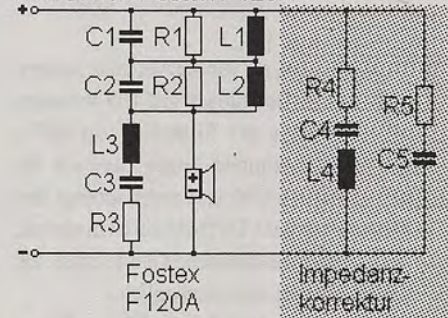 +
C1 R1 L1
C2 R2 L2
R4
R5
L3
C4
C3
L4
C5
R3
-
Fostex
F120A
Impedanz-
korrektur